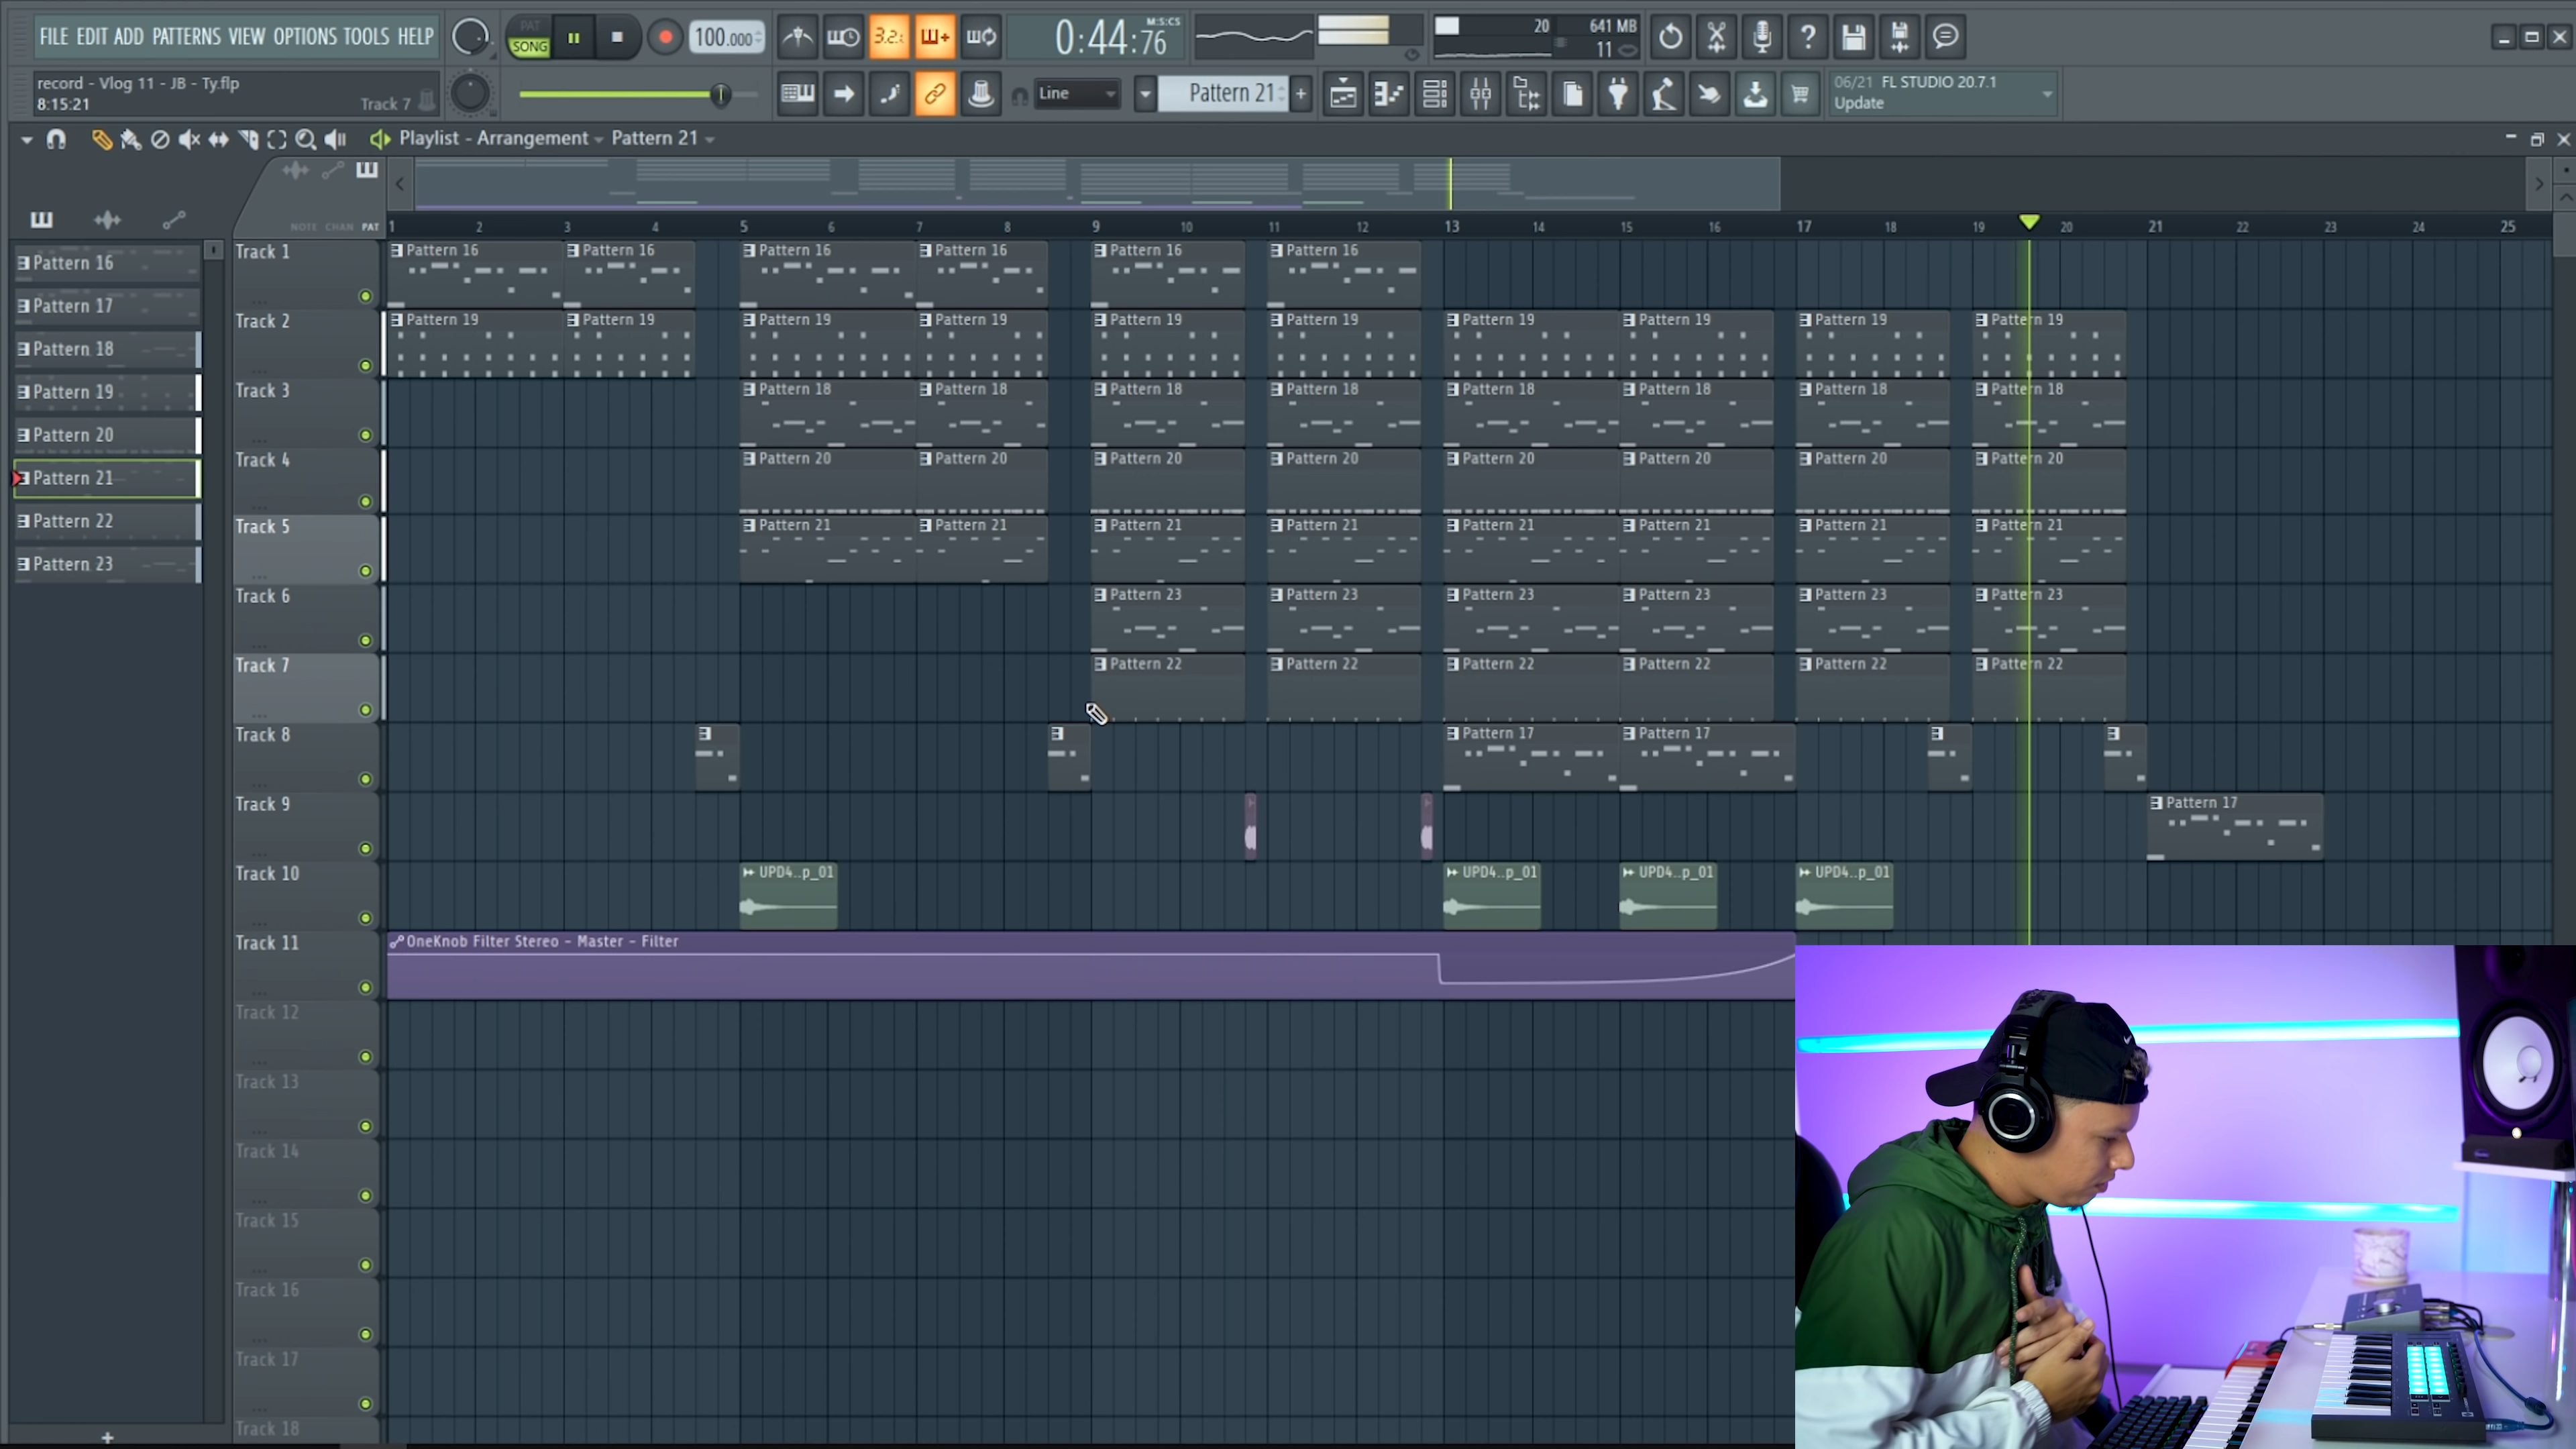 FILE EDIT ADD PATTERNS VIEW OPTIONS TOOLS HELP
PAT
SONG
100.000
3.2.
0:44:76
M:S:CS
20
641 MB
11
record - Vlog 11 - JB - Ty.flp
8:15:21
Track 7
Line
Pattern 21
06/21 FL STUDIO 20.7.1
Update
Playlist - Arrangement
Pattern 21
NOTE CHAN PAT
1 2 3 4 5 6 7 8 9 10 11 12 13 14 15 16 17 18 19 20 21 22 23 24 25
Pattern 16
Pattern 17
Pattern 18
Pattern 19
Pattern 20
Pattern 21
Pattern 22
Pattern 23
Track 1
Pattern 16 Pattern 16 Pattern 16 Pattern 16 Pattern 16 Pattern 16
Track 2
Pattern 19 Pattern 19 Pattern 19 Pattern 19 Pattern 19 Pattern 19 Pattern 19 Pattern 19 Pattern 19 Pattern 19
Track 3
Pattern 18 Pattern 18 Pattern 18 Pattern 18 Pattern 18 Pattern 18 Pattern 18 Pattern 18
Track 4
Pattern 20 Pattern 20 Pattern 20 Pattern 20 Pattern 20 Pattern 20 Pattern 20 Pattern 20
Track 5
Pattern 21 Pattern 21 Pattern 21 Pattern 21 Pattern 21 Pattern 21 Pattern 21 Pattern 21
Track 6
Pattern 23 Pattern 23 Pattern 23 Pattern 23 Pattern 23 Pattern 23
Track 7
Pattern 22 Pattern 22 Pattern 22 Pattern 22 Pattern 22 Pattern 22
Track 8
Pattern 17 Pattern 17
Track 9
Pattern 17
Track 10
UPD4..p_01 UPD4..p_01 UPD4..p_01 UPD4..p_01
Track 11
OneKnob Filter Stereo - Master - Filter
Track 12
Track 13
Track 14
Track 15
Track 16
Track 17
Track 18